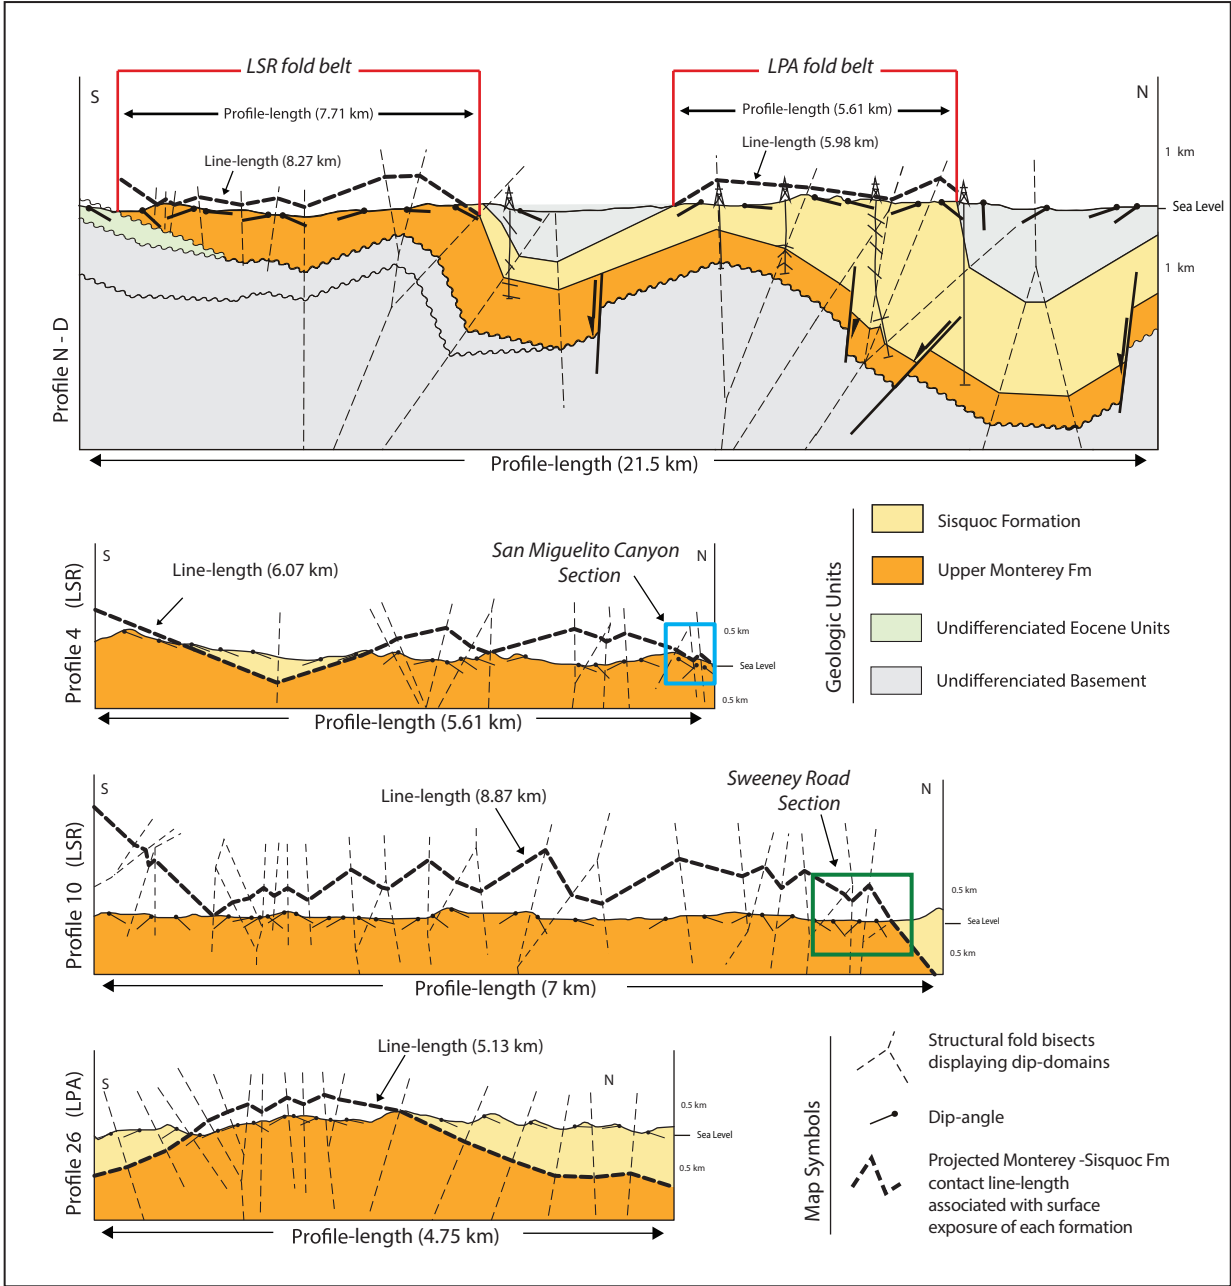 LSR fold belt
LPA fold belt
S
N
Profile-length (7.71 km)
Profile-length (5.61 km)
Line-length (8.27 km)
Line-length (5.98 km)
1 km
Sea Level
1 km
Profile N - D
Profile-length (21.5 km)
San Miguelito Canyon
Section
S
N
Line-length (6.07 km)
0.5 km
Sea Level
0.5 km
Profile 4 (LSR)
Profile-length (5.61 km)
Geologic Units
Sisquoc Formation
Upper Monterey Fm
Undifferenciated Eocene Units
Undifferenciated Basement
Sweeney Road
Section
S
N
Line-length (8.87 km)
0.5 km
Sea Level
0.5 km
Profile 10 (LSR)
Profile-length (7 km)
Line-length (5.13 km)
S
N
0.5 km
Sea Level
0.5 km
Profile 26 (LPA)
Profile-length (4.75 km)
Map Symbols
Structural fold bisects
displaying dip-domains
Dip-angle
Projected Monterey -Sisquoc Fm
contact line-length
associated with surface
exposure of each formation